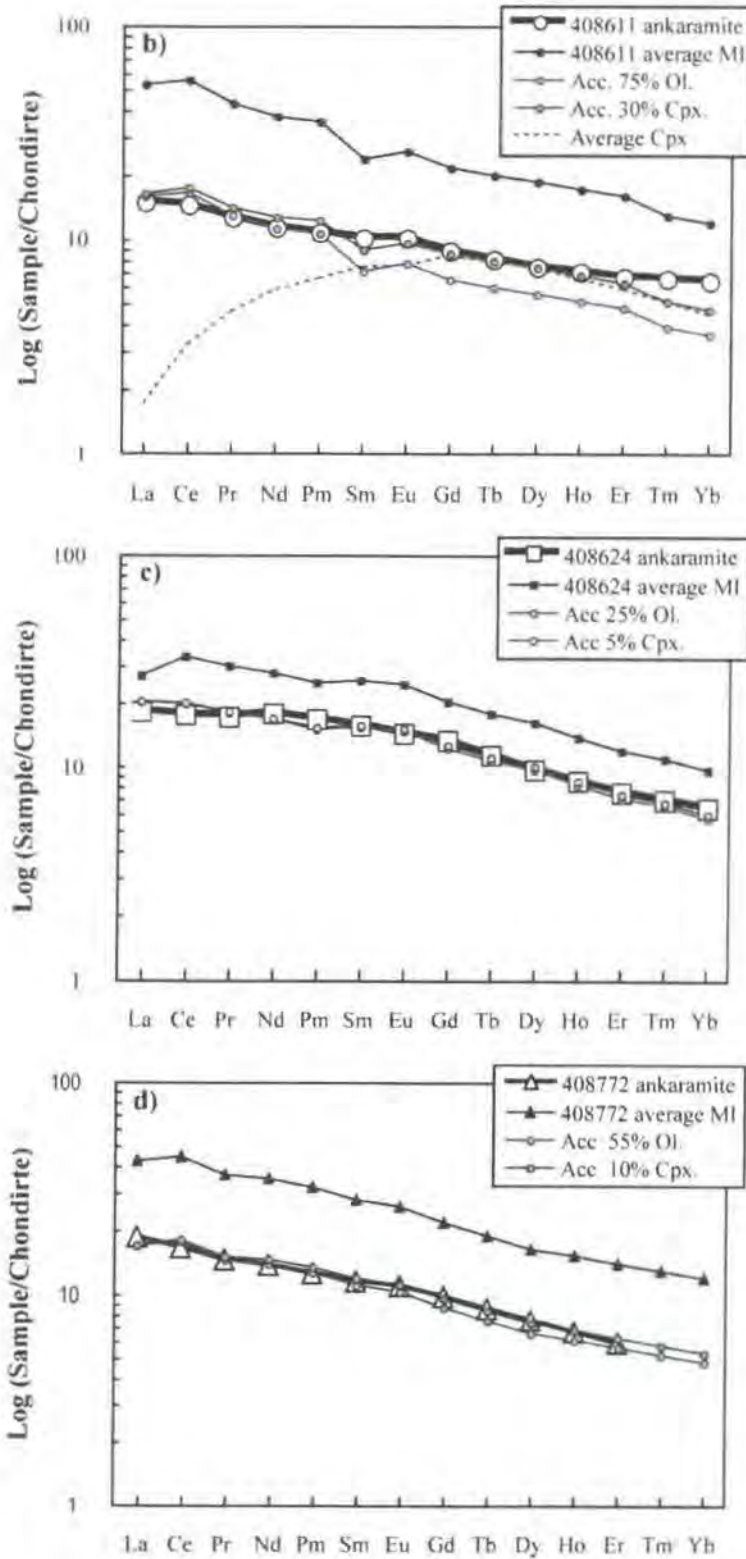 b)
100
10
1
Log (Sample/Chondirte)
408611 ankaramite
408611 average MI
Acc. 75% Ol.
Acc. 30% Cpx.
Average Cpx
La Ce Pr Nd Pm Sm Eu Gd Tb Dy Ho Er Tm Yb
c)
100
10
1
Log (Sample/Chondirte)
408624 ankaramite
408624 average MI
Acc 25% Ol.
Acc 5% Cpx.
La Ce Pr Nd Pm Sm Eu Gd Tb Dy Ho Er Tm Yb
d)
100
10
1
Log (Sample/Chondirte)
408772 ankaramite
408772 average MI
Acc 55% Ol.
Acc 10% Cpx.
La Ce Pr Nd Pm Sm Eu Gd Tb Dy Ho Er Tm Yb